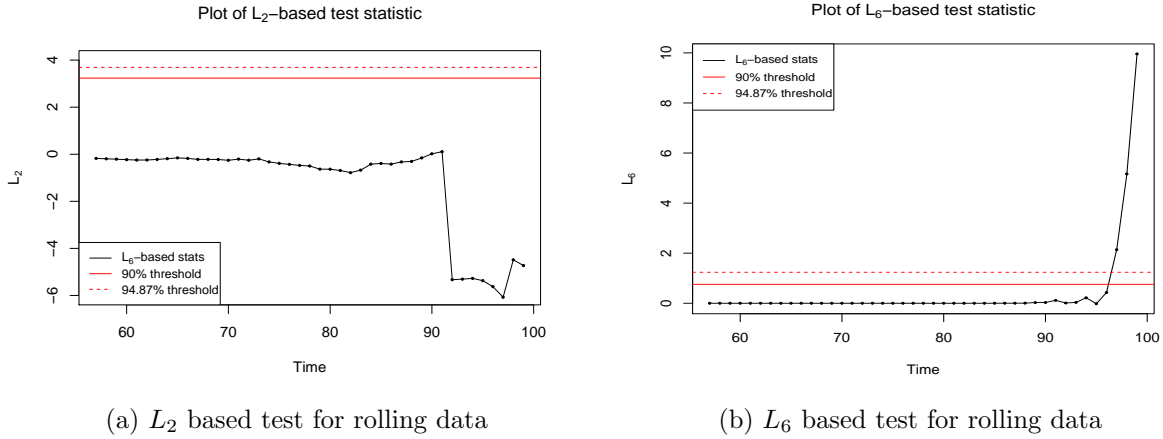 Plot of L₂−based test statistic
4
2
0
−2
−4
−6
L₂
L₆−based stats
90% threshold
94.87% threshold
60
70
80
90
100
Time
(a) L₂ based test for rolling data
Plot of L₆−based test statistic
10
8
6
4
2
0
L₆
L₆−based stats
90% threshold
94.87% threshold
60
70
80
90
100
Time
(b) L₆ based test for rolling data